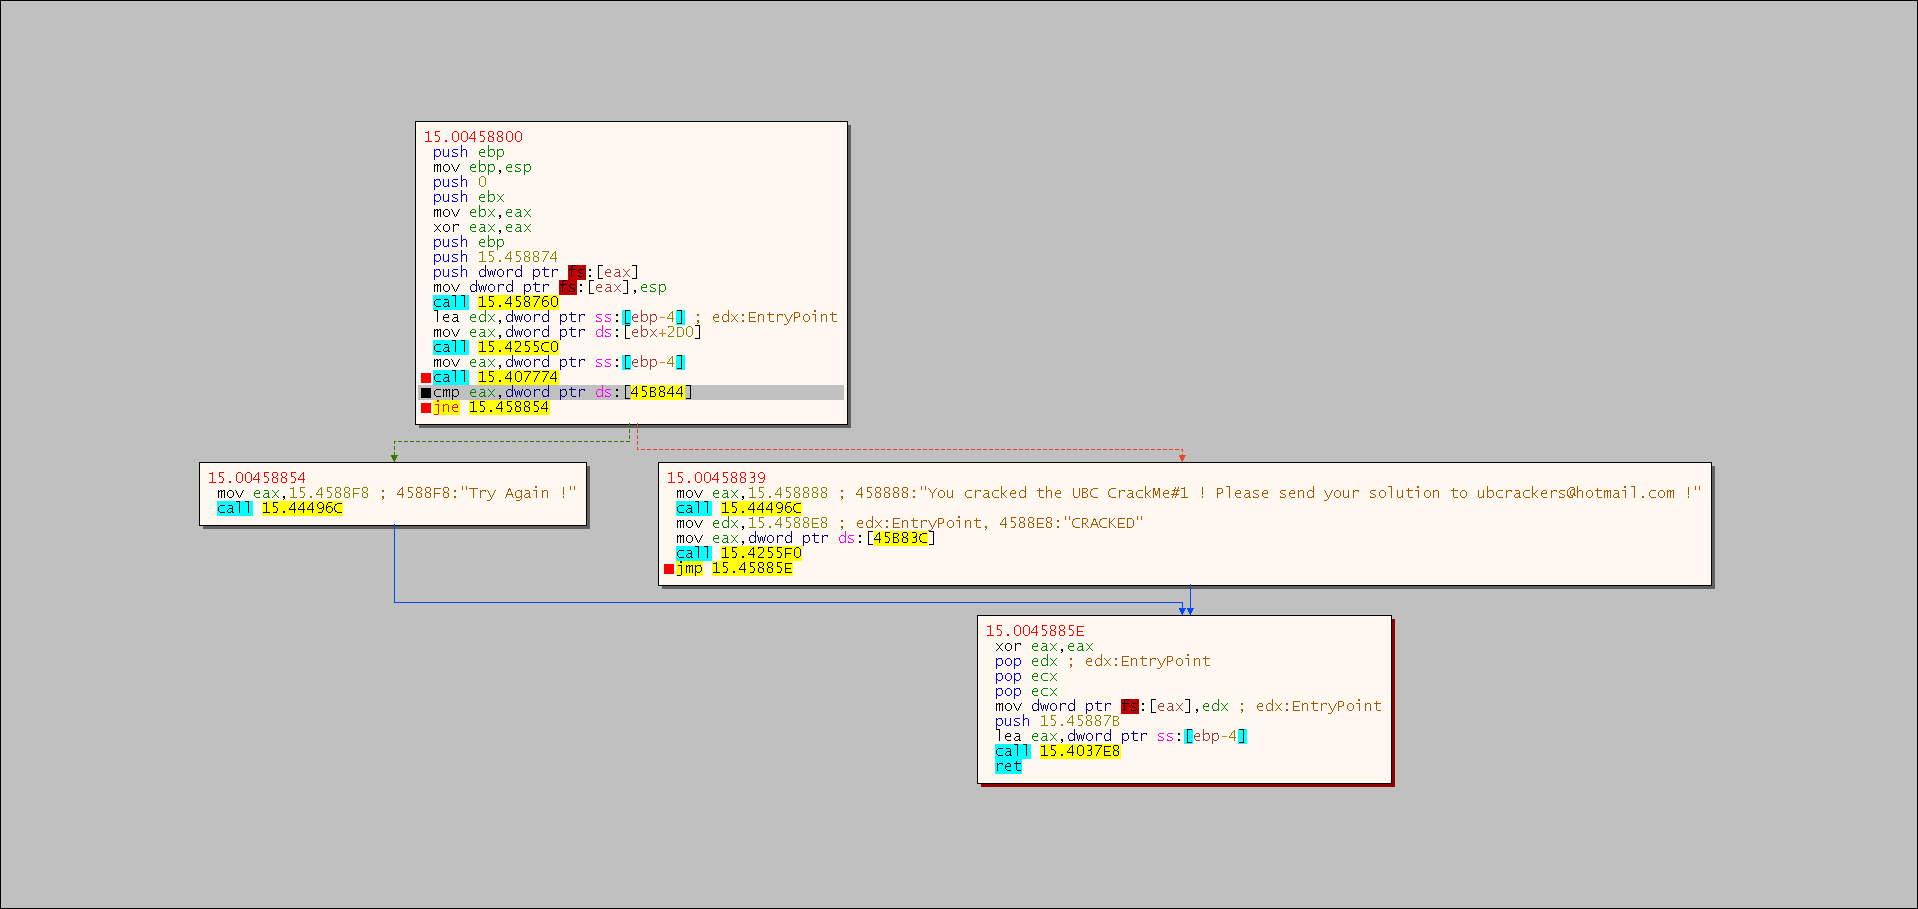 15.00458800
push ebp
mov ebp,esp
push 0
push ebx
mov ebx,eax
xor eax,eax
push ebp
push 15.458874
push dword ptr fs:[eax]
mov dword ptr fs:[eax],esp
call 15.458760
lea edx,dword ptr ss:[ebp-4] ; edx:EntryPoint
mov eax,dword ptr ds:[ebx+2D0]
call 15.4255C0
mov eax,dword ptr ss:[ebp-4]
call 15.407774
cmp eax,dword ptr ds:[45B844]
jne 15.458854
15.00458854
mov eax,15.4588F8 ; 4588F8:"Try Again !"
call 15.44496C
15.00458839
mov eax,15.458888 ; 458888:"You cracked the UBC CrackMe#1 ! Please send your solution to ubcrackers@hotmail.com !"
call 15.44496C
mov edx,15.4588E8 ; edx:EntryPoint, 4588E8:"CRACKED"
mov eax,dword ptr ds:[45B83C]
call 15.4255F0
jmp 15.45885E
15.0045885E
xor eax,eax
pop edx ; edx:EntryPoint
pop ecx
pop ecx
mov dword ptr fs:[eax],edx ; edx:EntryPoint
push 15.45887B
lea eax,dword ptr ss:[ebp-4]
call 15.4037E8
ret